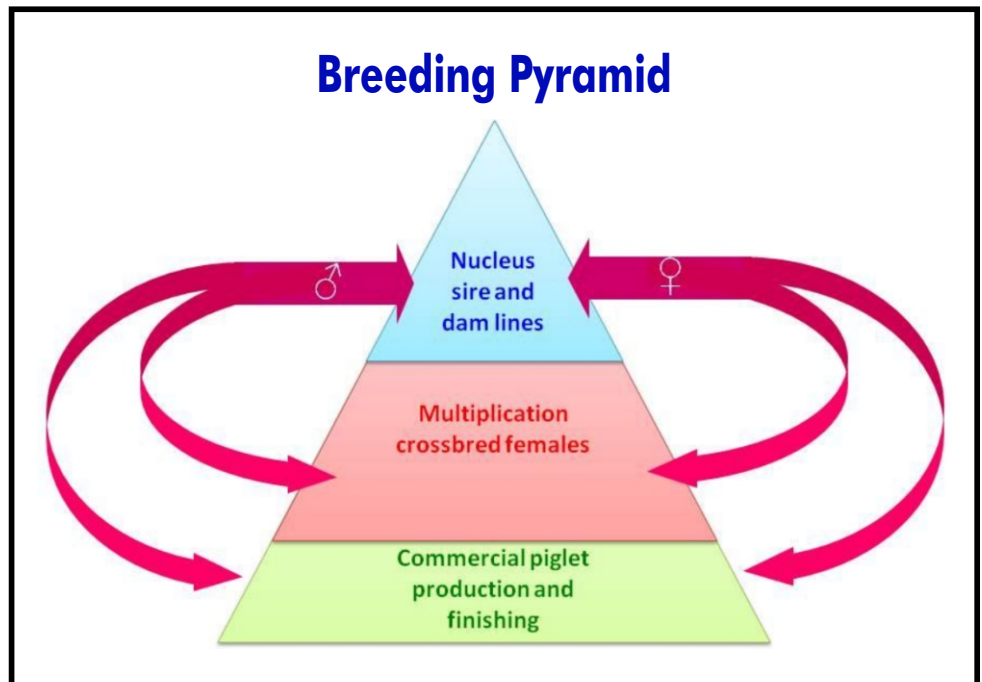 Breeding Pyramid
♂
♀
Nucleus
sire and
dam lines
Multiplication
crossbred females
Commercial piglet
production and
finishing